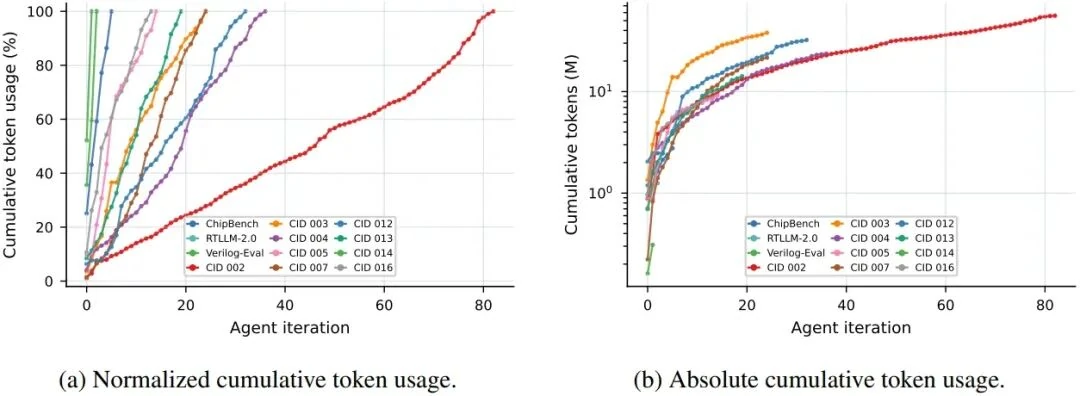 Cumulative token usage (%)
100
80
60
40
20
0
ChipBench CID 003 CID 012
RTLLM-2.0 CID 004 CID 013
Verilog-Eval CID 005 CID 014
CID 002 CID 007 CID 016
0 20 40 60 80
Agent iteration
(a) Normalized cumulative token usage.
Cumulative tokens (M)
10¹
10⁰
ChipBench CID 003 CID 012
RTLLM-2.0 CID 004 CID 013
Verilog-Eval CID 005 CID 014
CID 002 CID 007 CID 016
0 20 40 60 80
Agent iteration
(b) Absolute cumulative token usage.